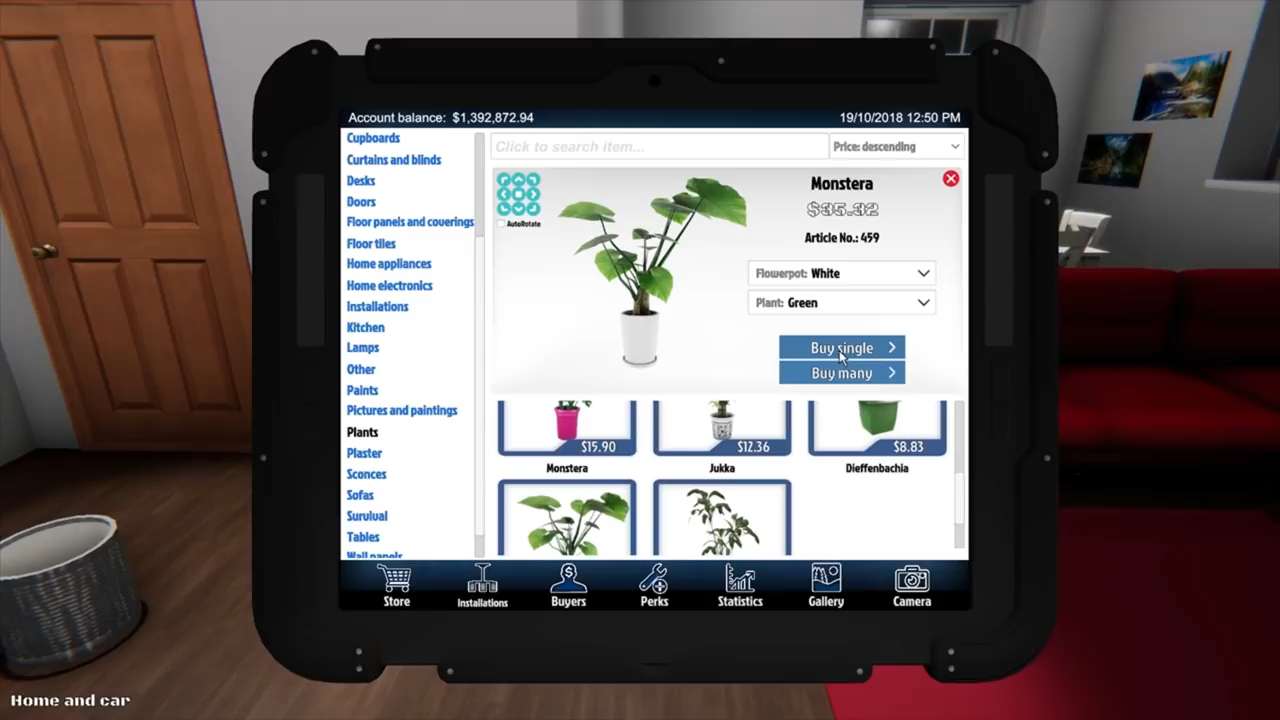 Account balance: $1,392,872.94
19/10/2018 12:50 PM
Cupboards
Curtains and blinds
Desks
Doors
Floor panels and coverings
Floor tiles
Home appliances
Home electronics
Installations
Kitchen
Lamps
Other
Paints
Pictures and paintings
Plants
Plaster
Sconces
Sofas
Survival
Tables
Wall panels
Click to search item...
Price: descending
AutoRotate
Monstera
$35.32
Article No.: 459
Flowerpot: White
Plant: Green
Buy single
Buy many
$15.90
$12.36
$8.83
Monstera
Jukka
Dieffenbachia
Store
Installations
Buyers
Perks
Statistics
Gallery
Camera
Home and car